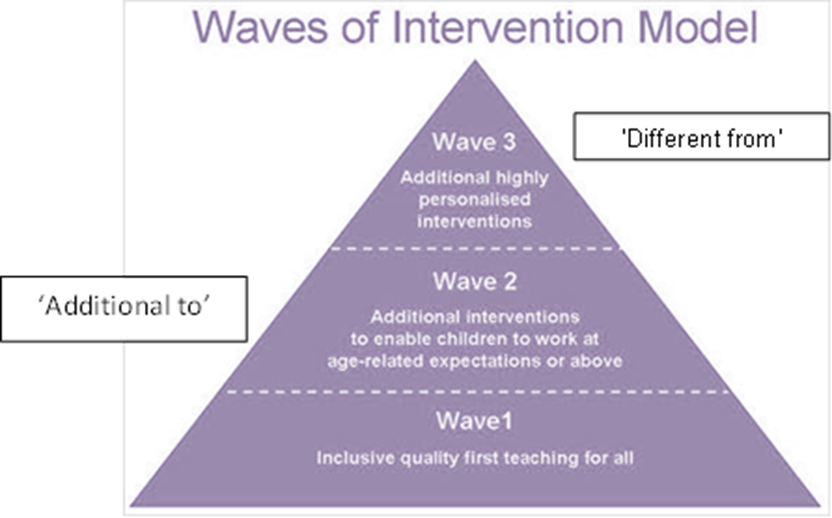 Waves of Intervention Model
Wave 3
'Different from'
Additional highly
personalised
interventions
Wave 2
‘Additional to’
Additional interventions
to enable children to work at
age-related expectations or above
Wave1
Inclusive quality first teaching for all